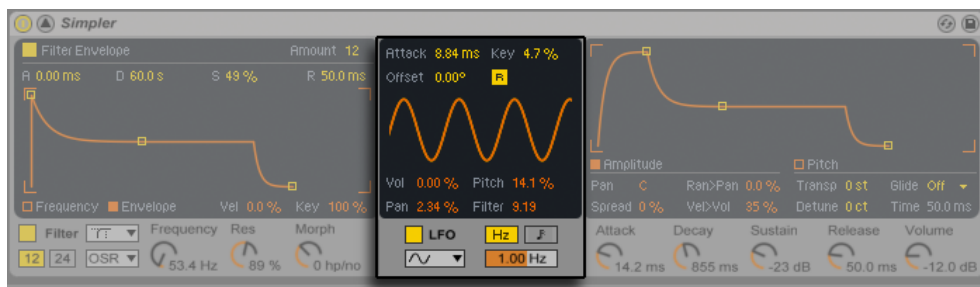 Simpler
Filter Envelope Amount 12
A 0.00 ms D 60.0 s S 49 % R 50.0 ms
Frequency Envelope Vel 0.0 % Key 100 %
Filter Frequency Res Morph
12 24 OSR 53.4 Hz 89 % 0 hp/no
Attack 8.84 ms Key 4.7 %
Offset 0.00° R
Vol 0.00 % Pitch 14.1 %
Pan 2.34 % Filter 9.19
LFO Hz
1.00 Hz
Amplitude Pitch
Pan C Ran>Pan 0.0 % Transp 0 st Glide Off
Spread 0 % Vel>Vol 35 % Detune 0 ct Time 50.0 ms
Attack Decay Sustain Release Volume
14.2 ms 855 ms -23 dB 50.0 ms -12.0 dB